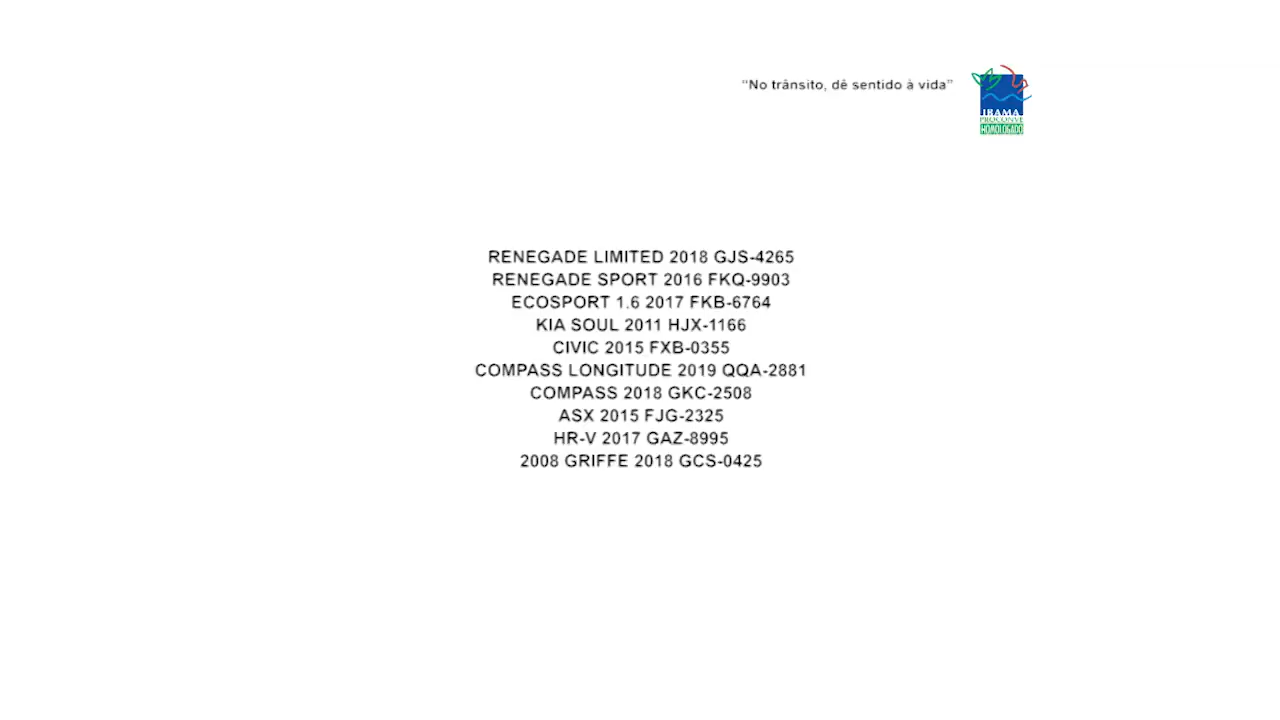 “No trânsito, dê sentido à vida”
IBAMA
PROCONVE
HOMOLOGADO
RENEGADE LIMITED 2018 GJS-4265
RENEGADE SPORT 2016 FKQ-9903
ECOSPORT 1.6 2017 FKB-6764
KIA SOUL 2011 HJX-1166
CIVIC 2015 FXB-0355
COMPASS LONGITUDE 2019 QQA-2881
COMPASS 2018 GKC-2508
ASX 2015 FJG-2325
HR-V 2017 GAZ-8995
2008 GRIFFE 2018 GCS-0425